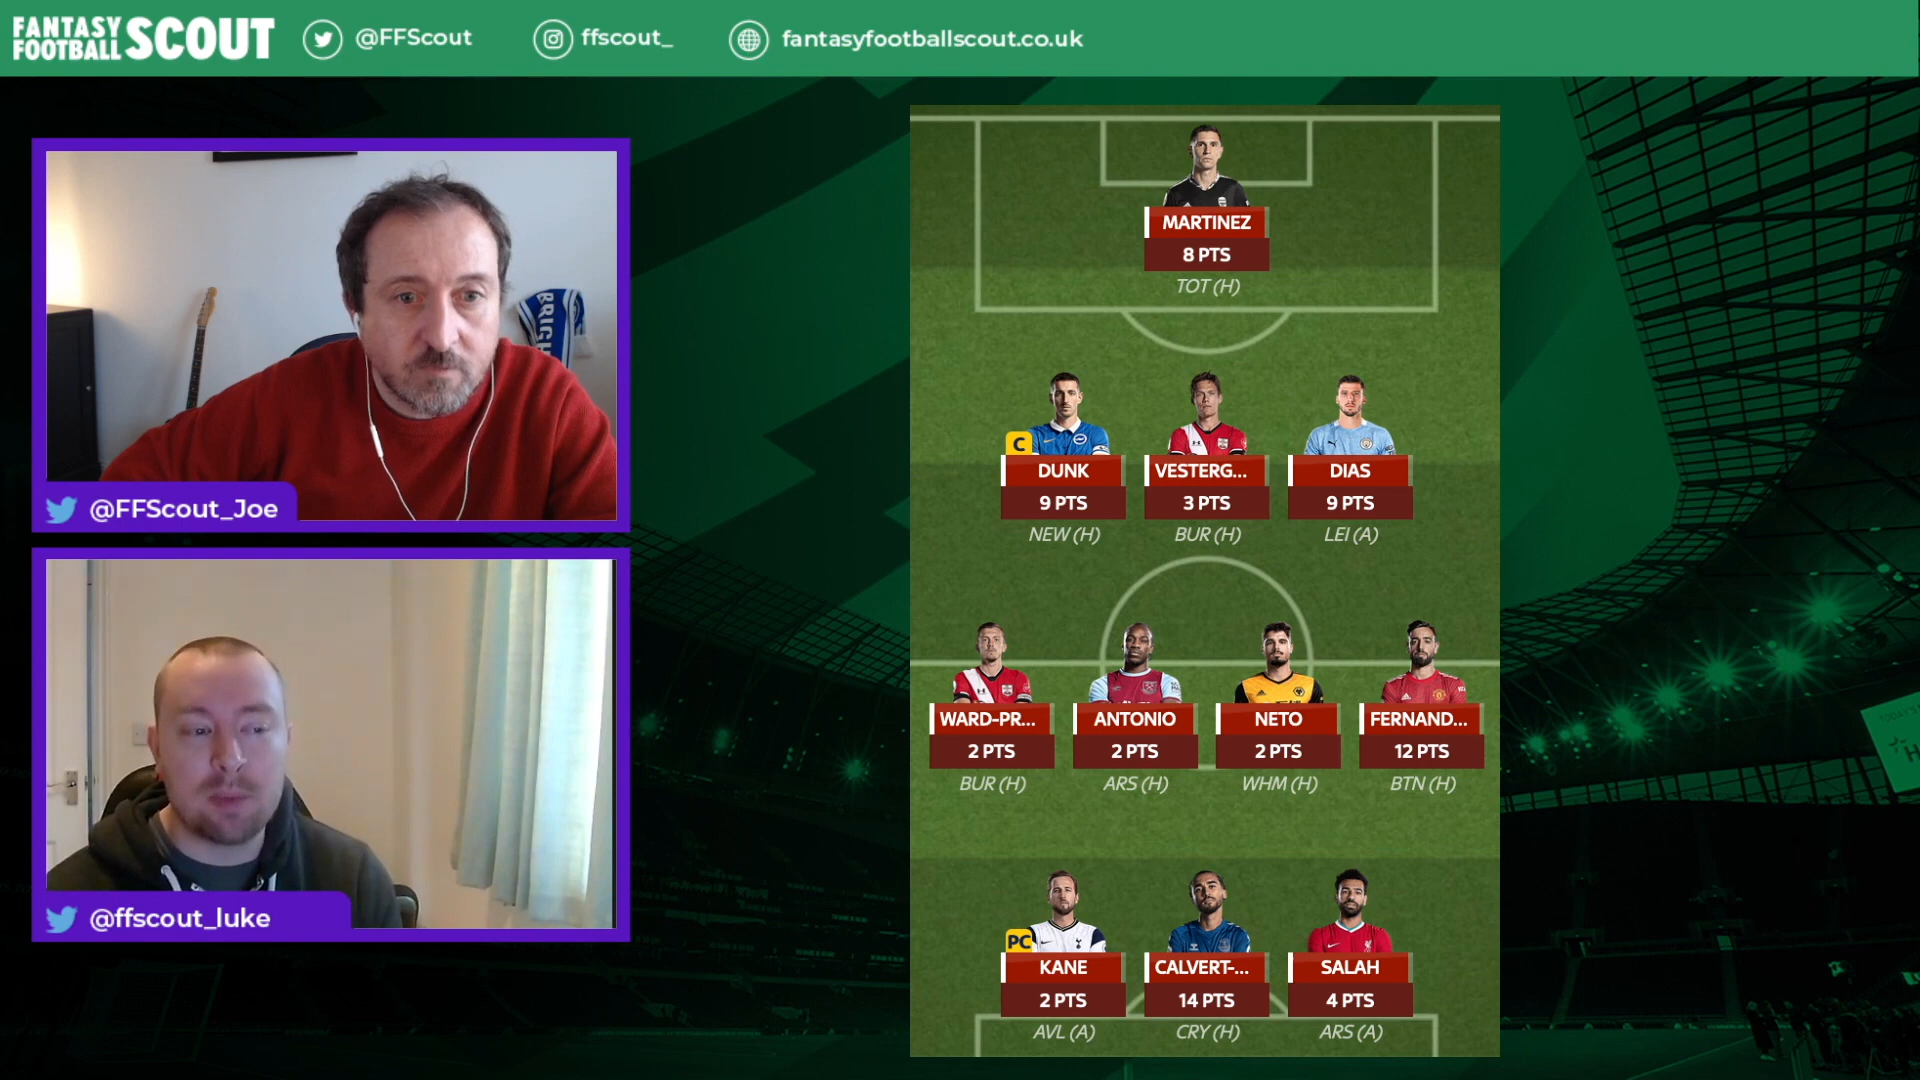 FANTASY
FOOTBALL
SCOUT
@FFScout
ffscout_
fantasyfootballscout.co.uk
BRIGH
@FFScout_Joe
@ffscout_luke
MARTINEZ
8 PTS
TOT (H)
C
DUNK
9 PTS
NEW (H)
VESTERG...
3 PTS
BUR (H)
DIAS
9 PTS
LEI (A)
WARD-PR...
2 PTS
BUR (H)
ANTONIO
2 PTS
ARS (H)
NETO
2 PTS
WHM (H)
FERNAND...
12 PTS
BTN (H)
PC
KANE
2 PTS
AVL (A)
CALVERT-...
14 PTS
CRY (H)
SALAH
4 PTS
ARS (A)